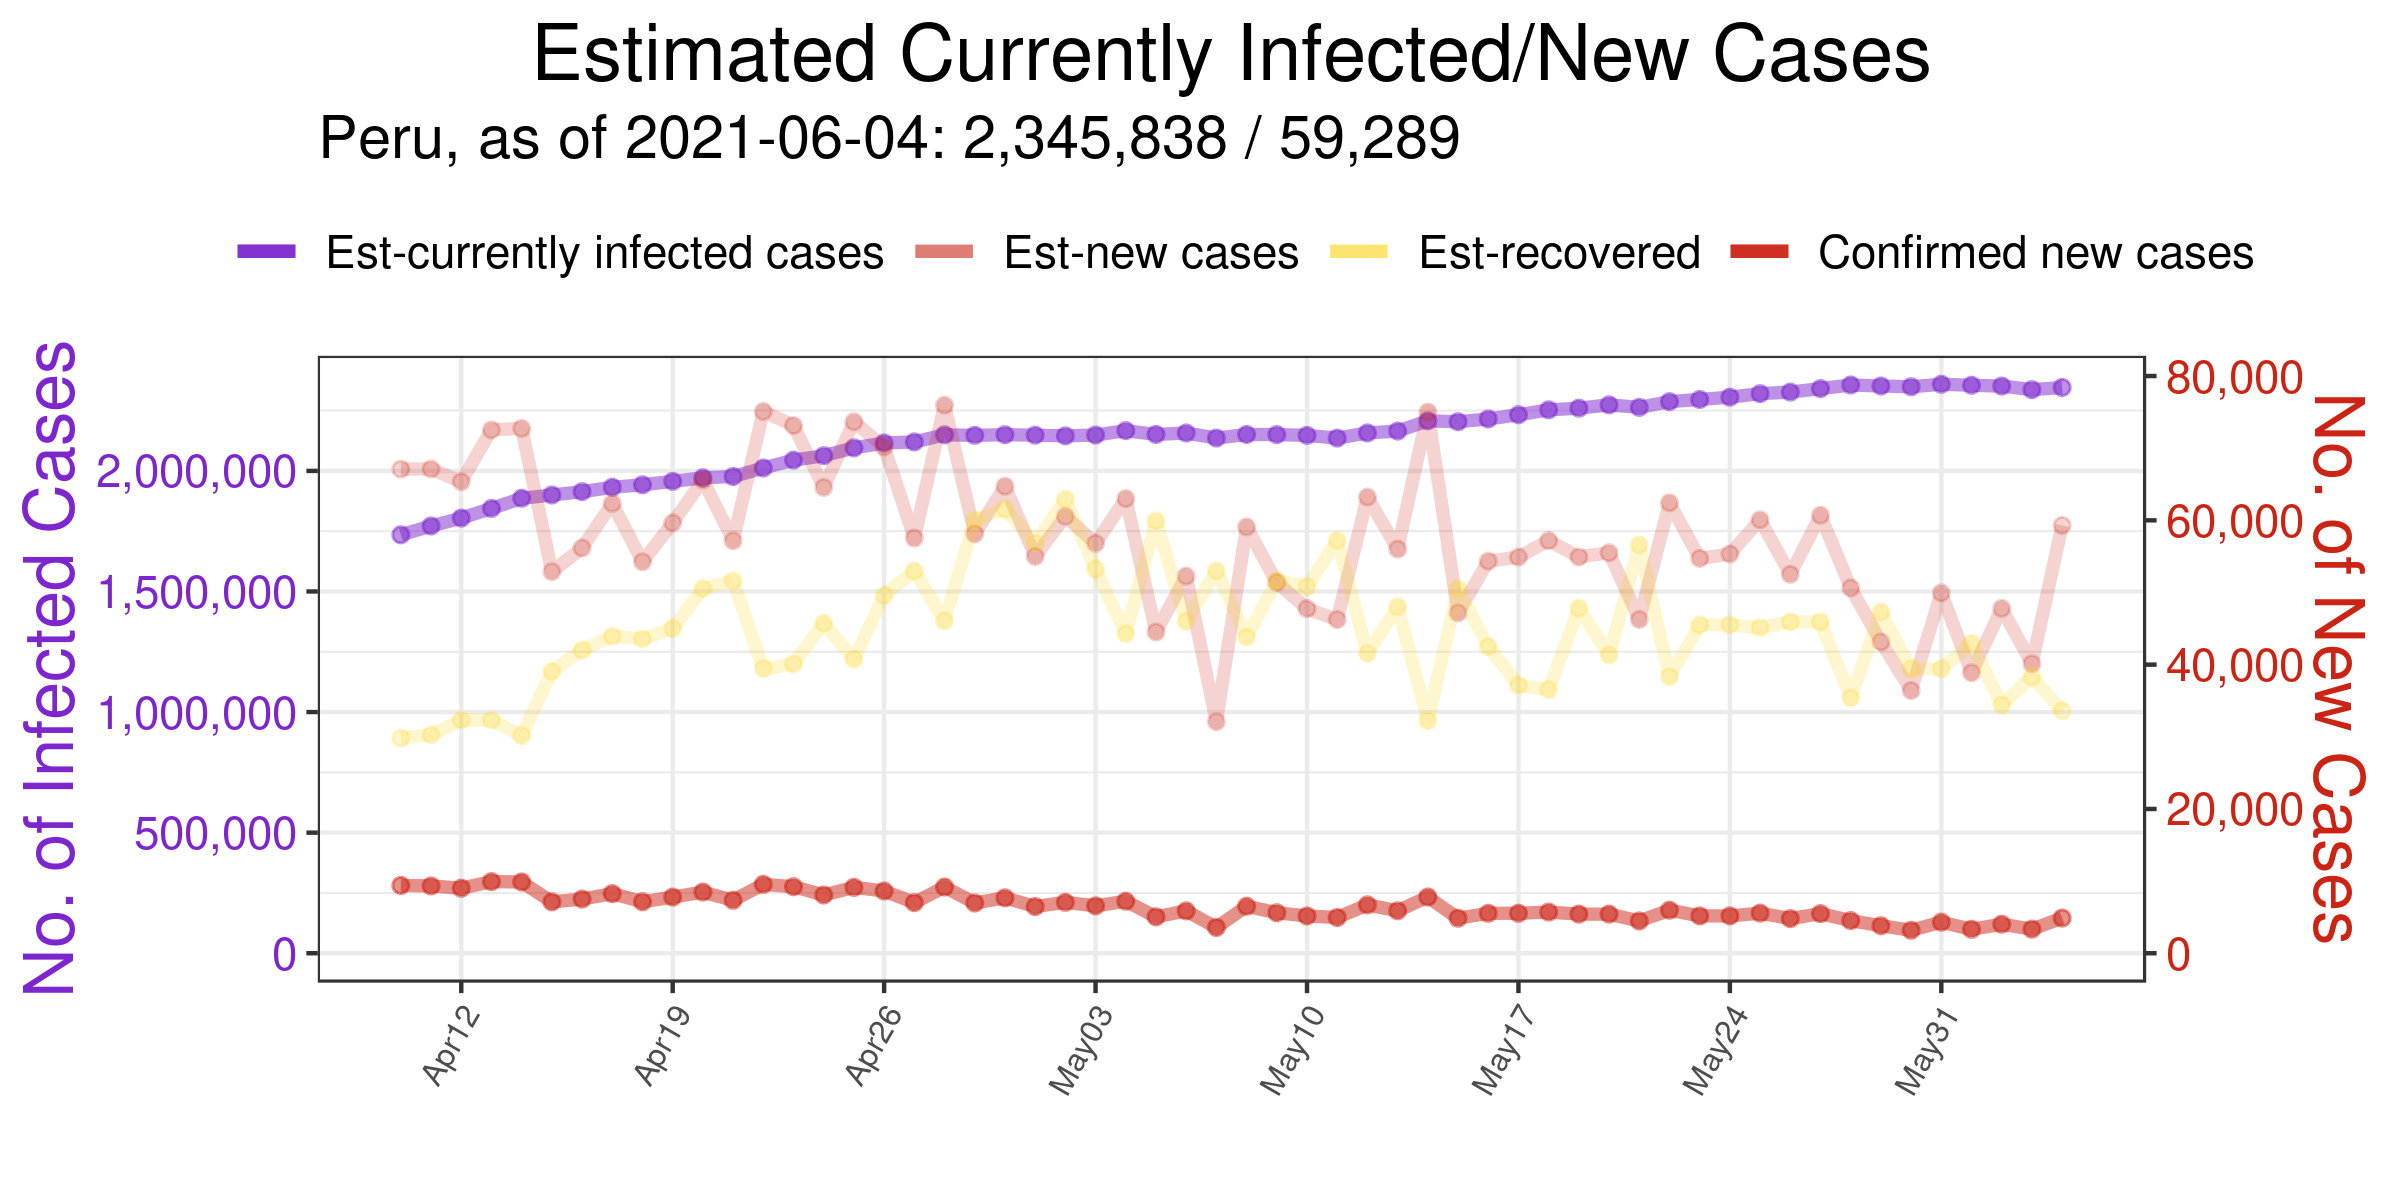 Estimated Currently Infected/New Cases
Peru, as of 2021-06-04: 2,345,838 / 59,289
Est-currently infected cases Est-new cases Est-recovered Confirmed new cases
No. of Infected Cases
2,000,000
1,500,000
1,000,000
500,000
0
80,000
60,000
40,000
20,000
0
No. of New Cases
Apr12 Apr19 Apr26 May03 May10 May17 May24 May31